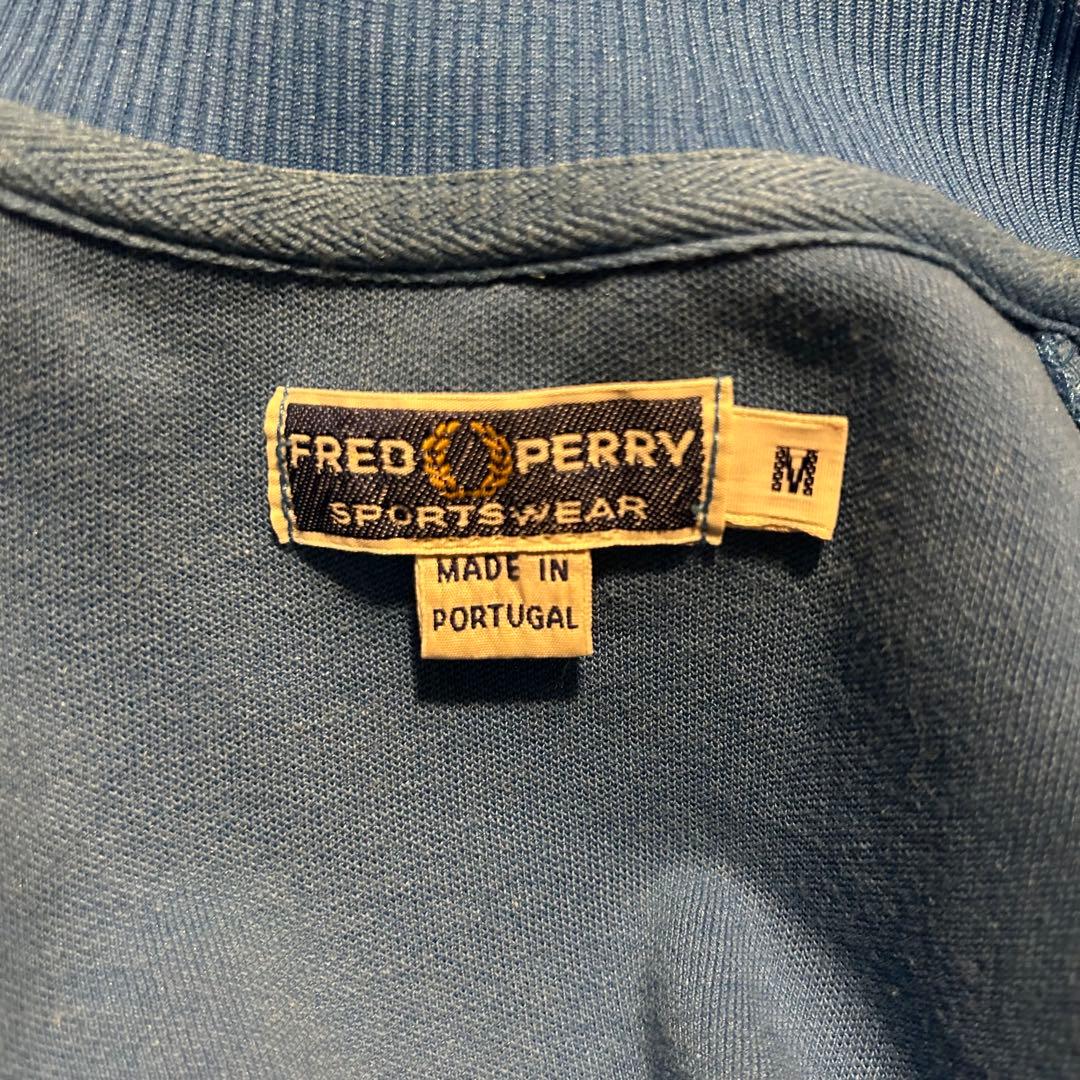 FRED PERRY
SPORTSWEAR
M
MADE IN
PORTUGAL